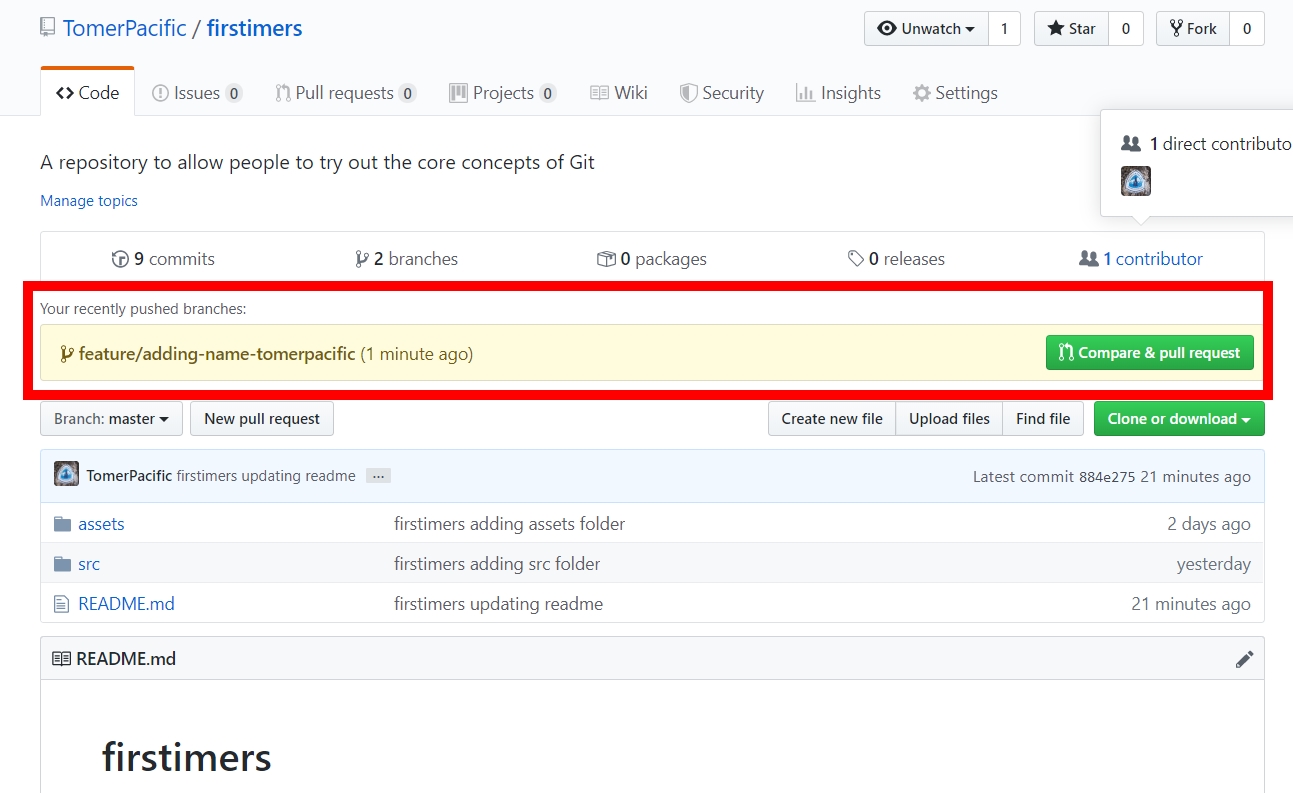 TomerPacific / firstimers
Unwatch 1 Star 0 Fork 0
Code Issues 0 Pull requests 0 Projects 0 Wiki Security Insights Settings
A repository to allow people to try out the core concepts of Git
1 direct contributo
Manage topics
9 commits 2 branches 0 packages 0 releases 1 contributor
Your recently pushed branches:
feature/adding-name-tomerpacific (1 minute ago) Compare & pull request
Branch: master New pull request Create new file Upload files Find file Clone or download
TomerPacific firstimers updating readme ... Latest commit 884e275 21 minutes ago
assets firstimers adding assets folder 2 days ago
src firstimers adding src folder yesterday
README.md firstimers updating readme 21 minutes ago
README.md
firstimers